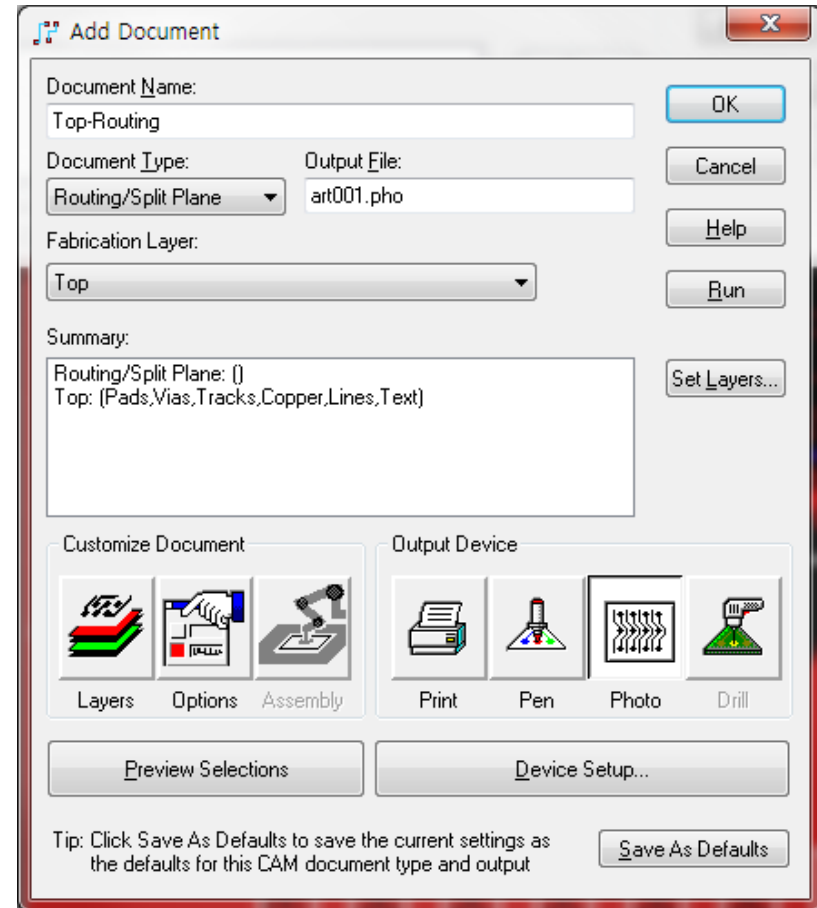 Add Document
Document Name:
Top-Routing
OK
Document Type:
Output File:
Routing/Split Plane
art001.pho
Cancel
Fabrication Layer:
Help
Top
Run
Summary:
Routing/Split Plane: ()
Top: (Pads,Vias,Tracks,Copper,Lines,Text)
Set Layers...
Customize Document
Output Device
Layers
Options
Assembly
Print
Pen
Photo
Drill
Preview Selections
Device Setup...
Tip: Click Save As Defaults to save the current settings as
the defaults for this CAM document type and output
Save As Defaults